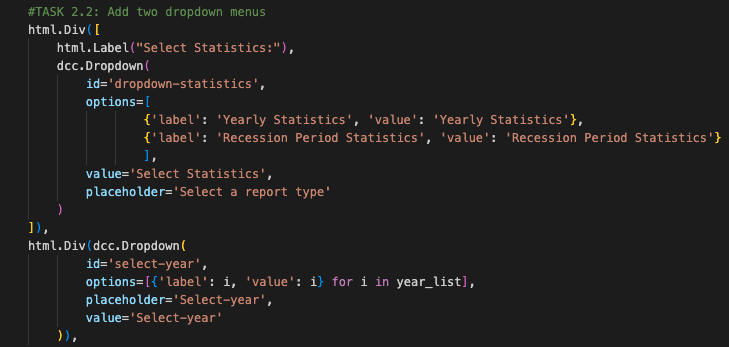 #TASK 2.2: Add two dropdown menus
html.Div([
    html.Label("Select Statistics:"),
    dcc.Dropdown(
        id='dropdown-statistics',
        options=[
                {'label': 'Yearly Statistics', 'value': 'Yearly Statistics'},
                {'label': 'Recession Period Statistics', 'value': 'Recession Period Statistics'}
                ],
        value='Select Statistics',
        placeholder='Select a report type'
    )
]),
html.Div(dcc.Dropdown(
        id='select-year',
        options=[{'label': i, 'value': i} for i in year_list],
        placeholder='Select-year',
        value='Select-year'
    )),